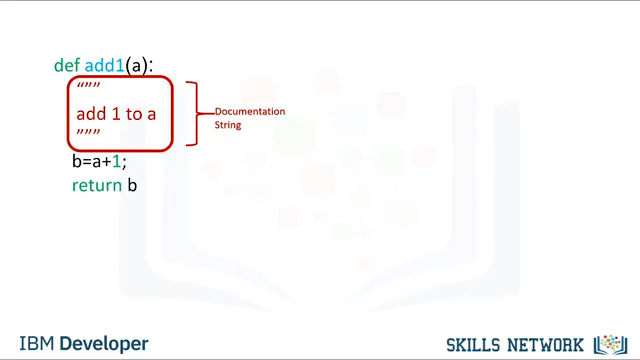 def add1(a):
“””
add 1 to a
”””
Documentation
String
b=a+1;
return b
IBM Developer
SKILLS NETWORK